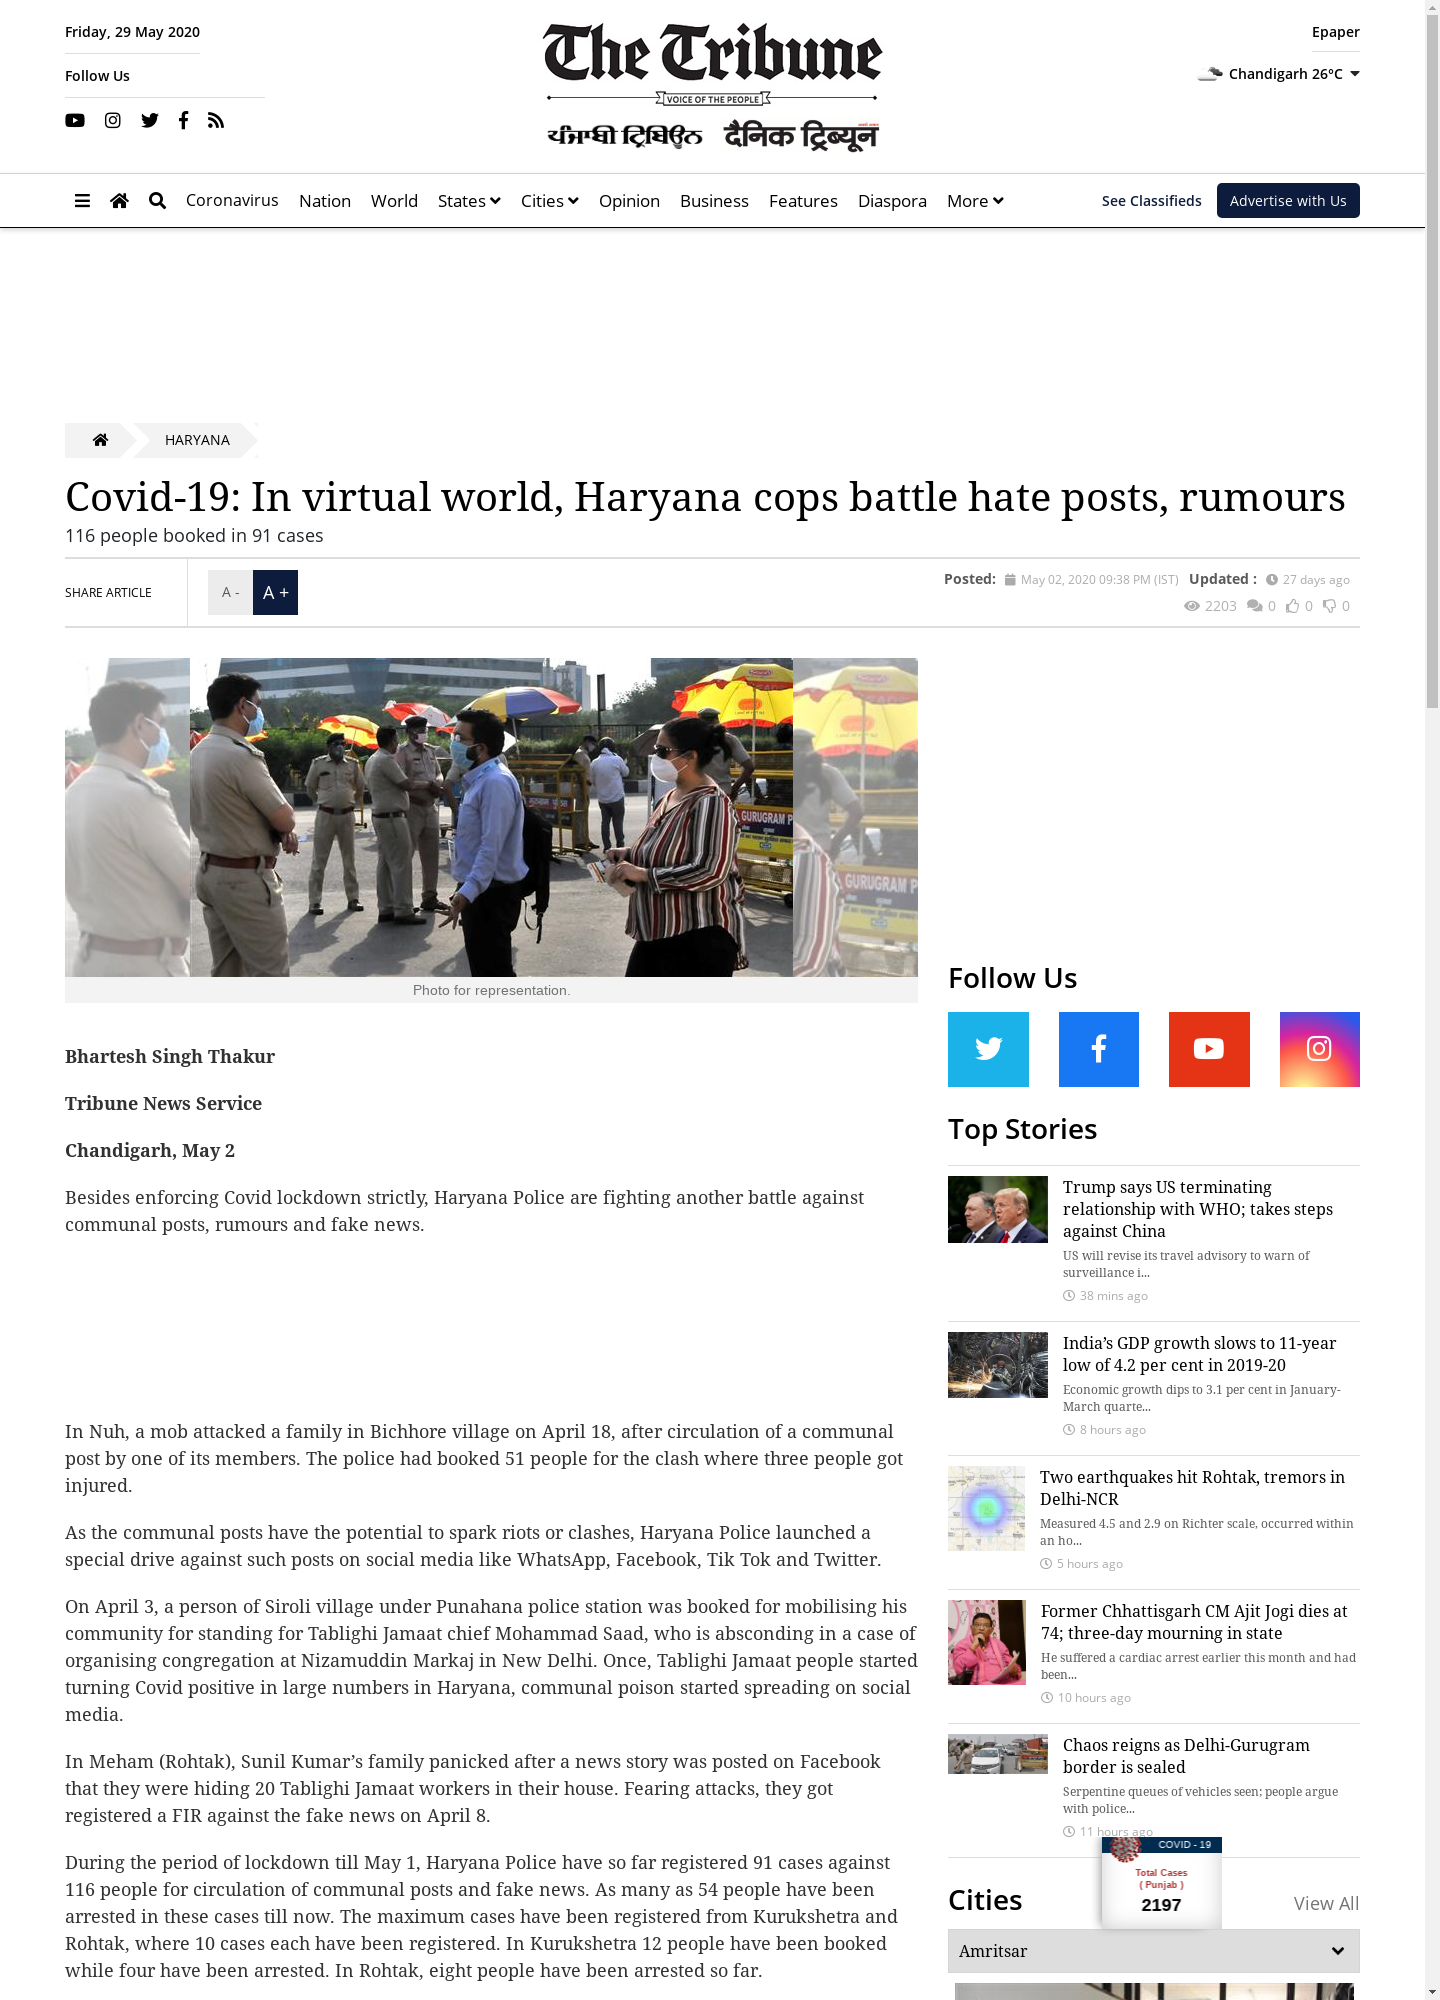 Friday, 29 May 2020
Follow Us
The Tribune
VOICE OF THE PEOPLE
ਪੰਜਾਬੀ ਟ੍ਰਿਬਿਊਨ दैनिक ट्रिब्यून
Epaper
Chandigarh 26°C
Coronavirus Nation World States Cities Opinion Business Features Diaspora More See Classifieds Advertise with Us
HARYANA
Covid-19: In virtual world, Haryana cops battle hate posts, rumours
116 people booked in 91 cases
SHARE ARTICLE
A - A +
Posted: May 02, 2020 09:38 PM (IST) Updated : 27 days ago
2203 0 0 0
GURUGRAM P
GURUGRAM P
Photo for representation.
Bhartesh Singh Thakur
Tribune News Service
Chandigarh, May 2
Besides enforcing Covid lockdown strictly, Haryana Police are fighting another battle against
communal posts, rumours and fake news.
In Nuh, a mob attacked a family in Bichhore village on April 18, after circulation of a communal
post by one of its members. The police had booked 51 people for the clash where three people got
injured.
As the communal posts have the potential to spark riots or clashes, Haryana Police launched a
special drive against such posts on social media like WhatsApp, Facebook, Tik Tok and Twitter.
On April 3, a person of Siroli village under Punahana police station was booked for mobilising his
community for standing for Tablighi Jamaat chief Mohammad Saad, who is absconding in a case of
organising congregation at Nizamuddin Markaj in New Delhi. Once, Tablighi Jamaat people started
turning Covid positive in large numbers in Haryana, communal poison started spreading on social
media.
In Meham (Rohtak), Sunil Kumar’s family panicked after a news story was posted on Facebook
that they were hiding 20 Tablighi Jamaat workers in their house. Fearing attacks, they got
registered a FIR against the fake news on April 8.
During the period of lockdown till May 1, Haryana Police have so far registered 91 cases against
116 people for circulation of communal posts and fake news. As many as 54 people have been
arrested in these cases till now. The maximum cases have been registered from Kurukshetra and
Rohtak, where 10 cases each have been registered. In Kurukshetra 12 people have been booked
while four have been arrested. In Rohtak, eight people have been arrested so far.
Follow Us
Top Stories
Trump says US terminating
relationship with WHO; takes steps
against China
US will revise its travel advisory to warn of
surveillance i...
38 mins ago
India’s GDP growth slows to 11-year
low of 4.2 per cent in 2019-20
Economic growth dips to 3.1 per cent in January-
March quarte...
8 hours ago
Two earthquakes hit Rohtak, tremors in
Delhi-NCR
Measured 4.5 and 2.9 on Richter scale, occurred within
an ho...
5 hours ago
Former Chhattisgarh CM Ajit Jogi dies at
74; three-day mourning in state
He suffered a cardiac arrest earlier this month and had
been...
10 hours ago
Chaos reigns as Delhi-Gurugram
border is sealed
Serpentine queues of vehicles seen; people argue
with police...
11 hours ago
COVID - 19
Total Cases
( Punjab )
2197
Cities
View All
Amritsar